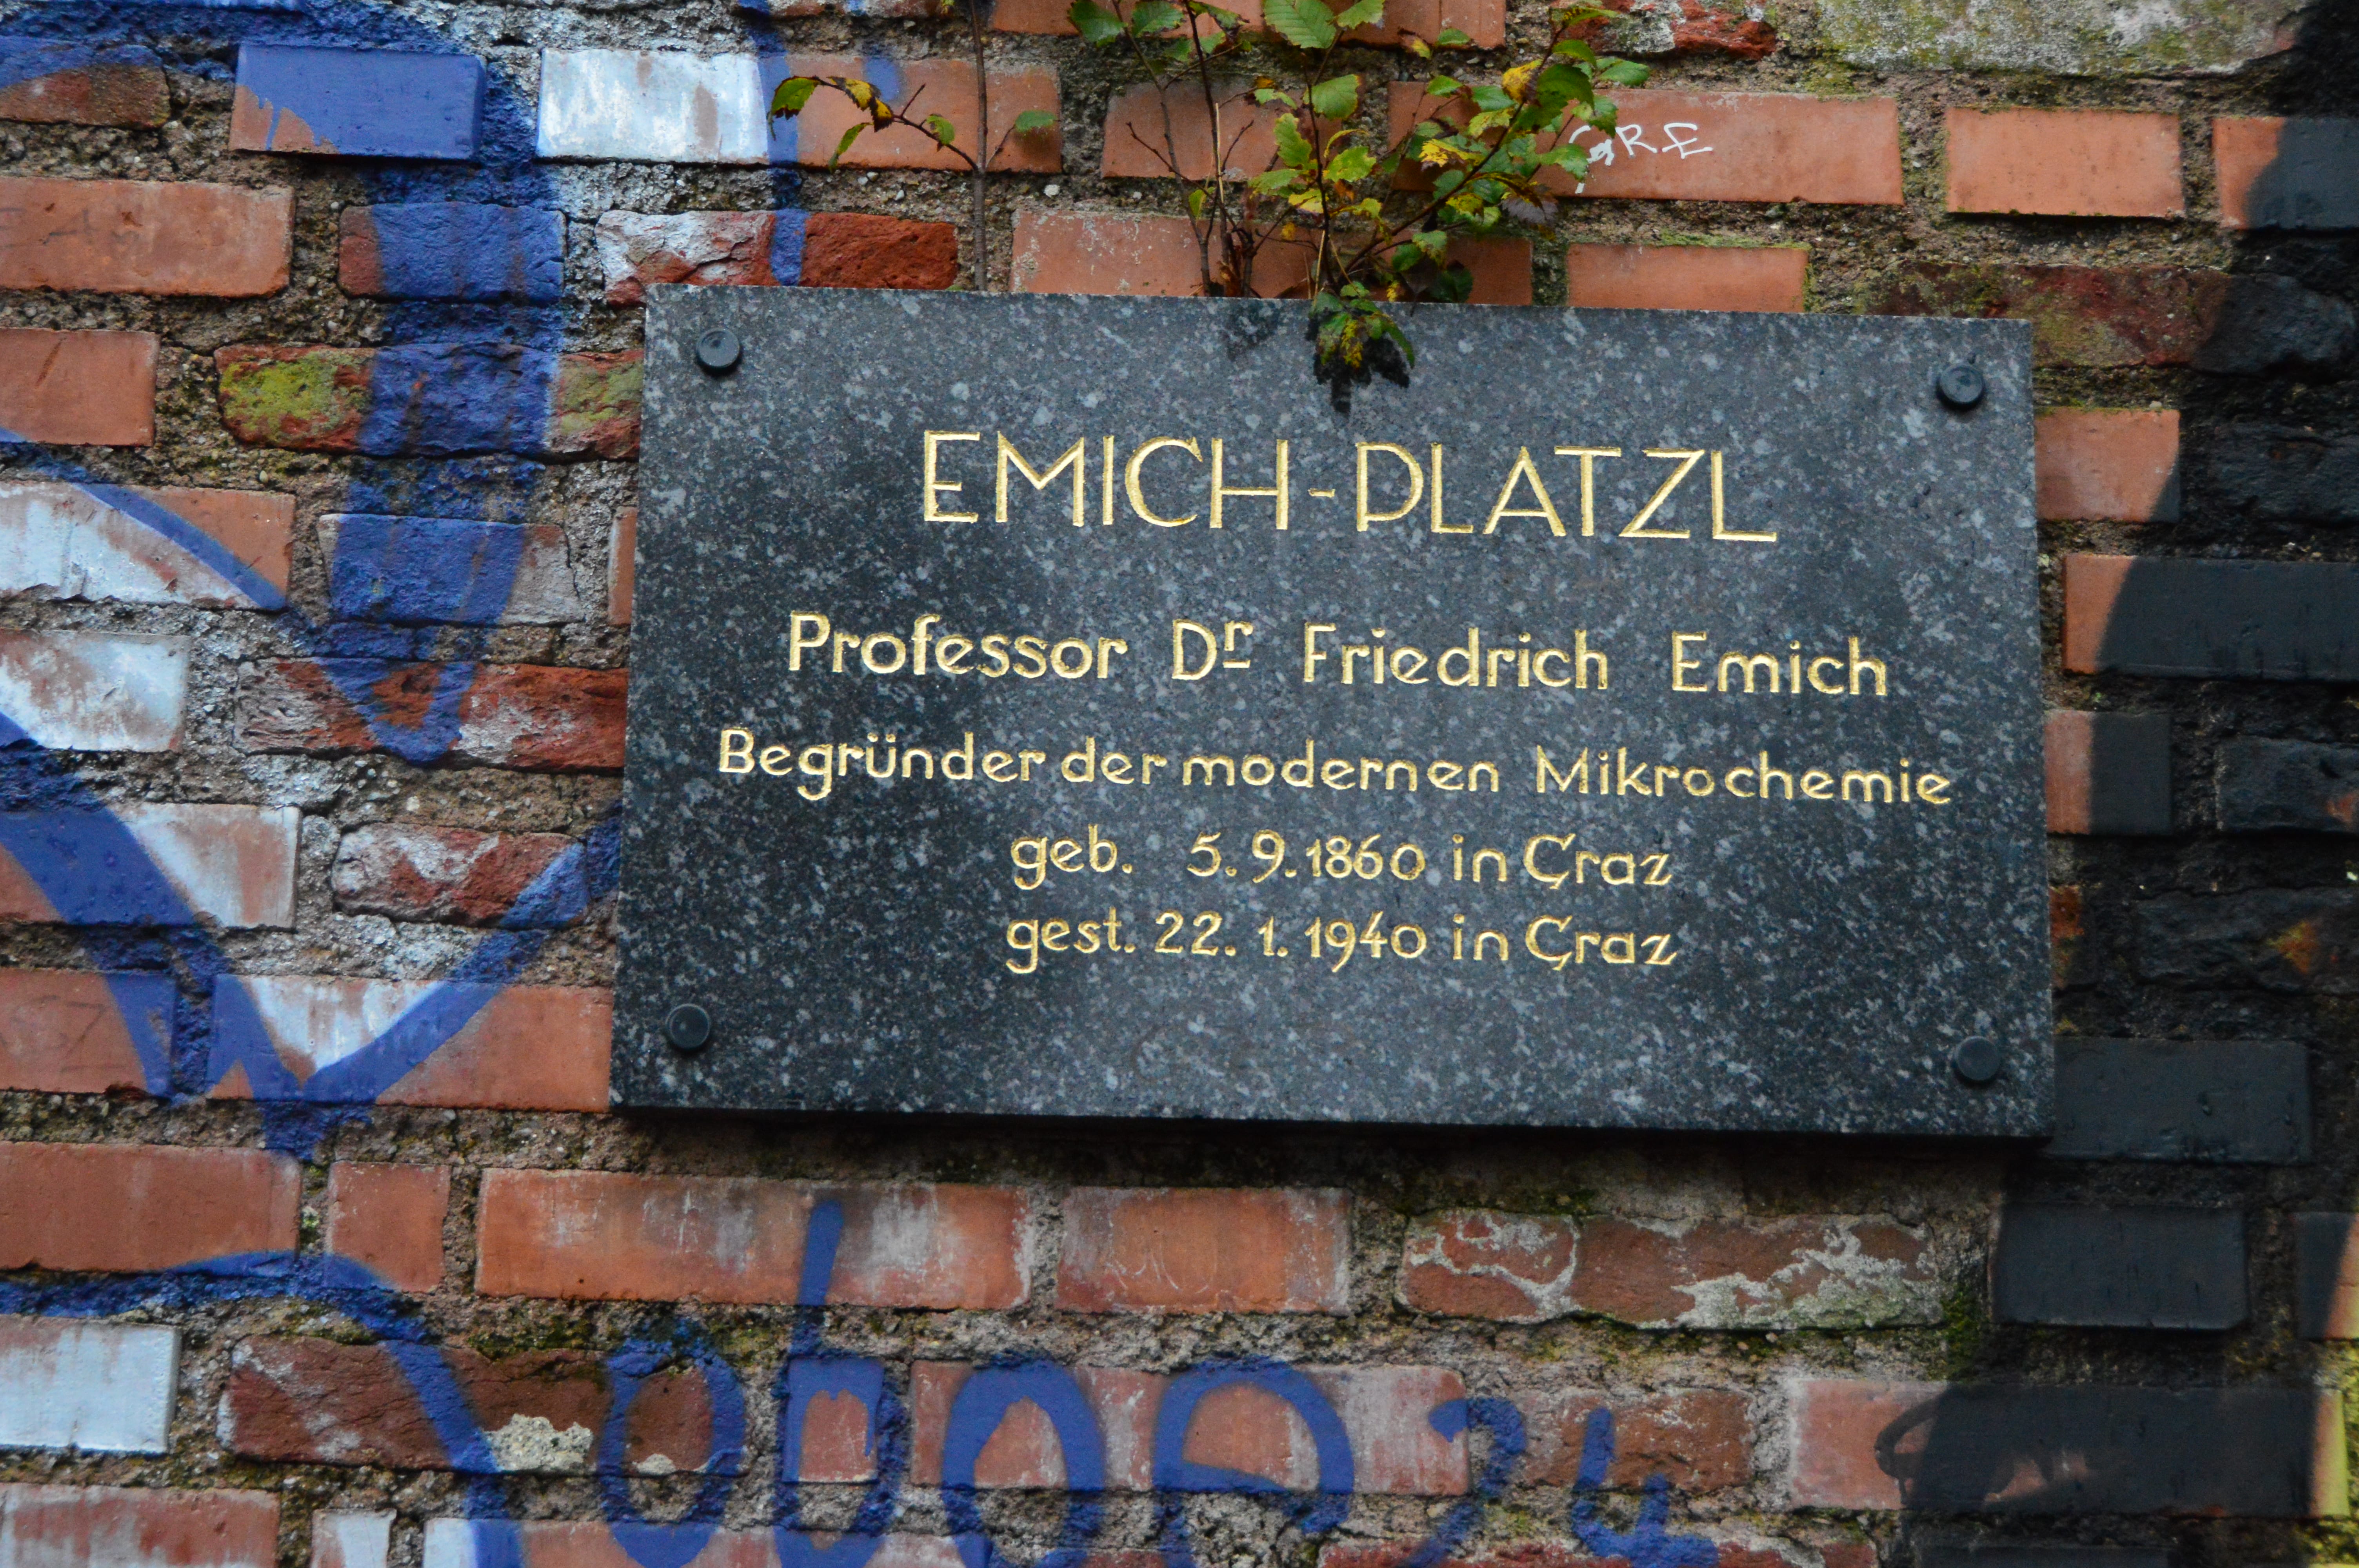 GRE
EMICH-PLATZL
Professor Dr Friedrich Emich
Begründer der modernen Mikrochemie
geb. 5.9.1860 in Graz
gest. 22.1.1940 in Graz